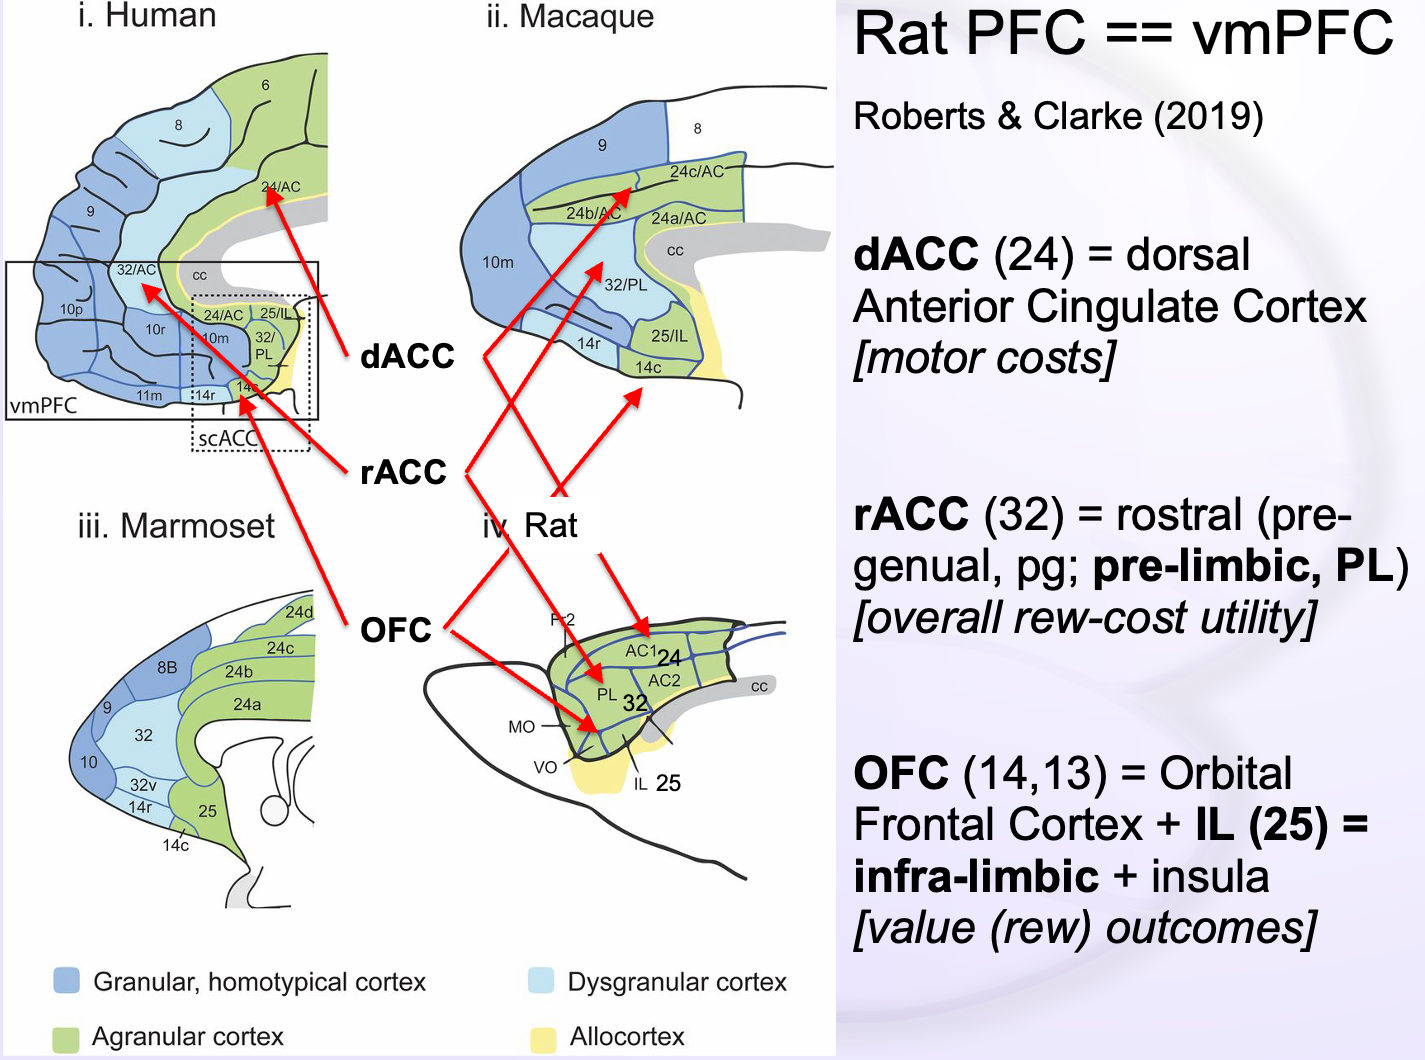 i. Human
6
8
24/AC
9
32/AC
cc
10p
10r
24/AC
25/IL
10m
32/
PL
14c
11m
14r
vmPFC
scACC
ii. Macaque
9
8
24c/AC
24b/AC
24a/AC
cc
10m
32/PL
25/IL
14r
14c
dACC
rACC
OFC
iii. Marmoset
24d
24c
8B
24b
24a
9
32
10
32v
14r
25
14c
iv. Rat
Fr2
AC1
24
AC2
PL
32
cc
MO
VO
IL
25
Granular, homotypical cortex
Dysgranular cortex
Agranular cortex
Allocortex
Rat PFC == vmPFC
Roberts & Clarke (2019)
dACC (24) = dorsal
Anterior Cingulate Cortex
[motor costs]
rACC (32) = rostral (pre-
genual, pg; pre-limbic, PL)
[overall rew-cost utility]
OFC (14,13) = Orbital
Frontal Cortex + IL (25) =
infra-limbic + insula
[value (rew) outcomes]